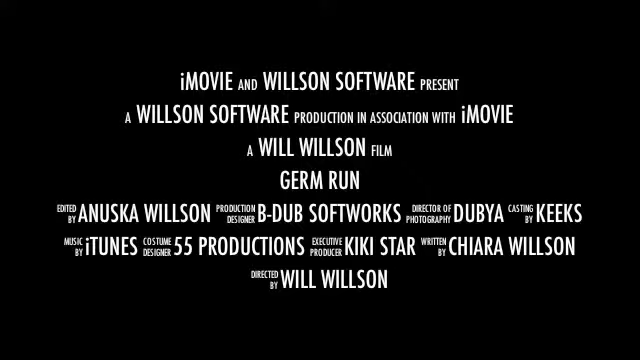 iMOVIE AND WILLSON SOFTWARE PRESENT
A WILLSON SOFTWARE PRODUCTION IN ASSOCIATION WITH iMOVIE
A WILL WILLSON FILM
GERM RUN
EDITED BY ANUSKA WILLSON PRODUCTION DESIGNER B-DUB SOFTWORKS DIRECTOR OF PHOTOGRAPHY DUBYA CASTING BY KEEKS
MUSIC BY iTUNES COSTUME DESIGNER 55 PRODUCTIONS EXECUTIVE PRODUCER KIKI STAR WRITTEN BY CHIARA WILLSON
DIRECTED BY WILL WILLSON